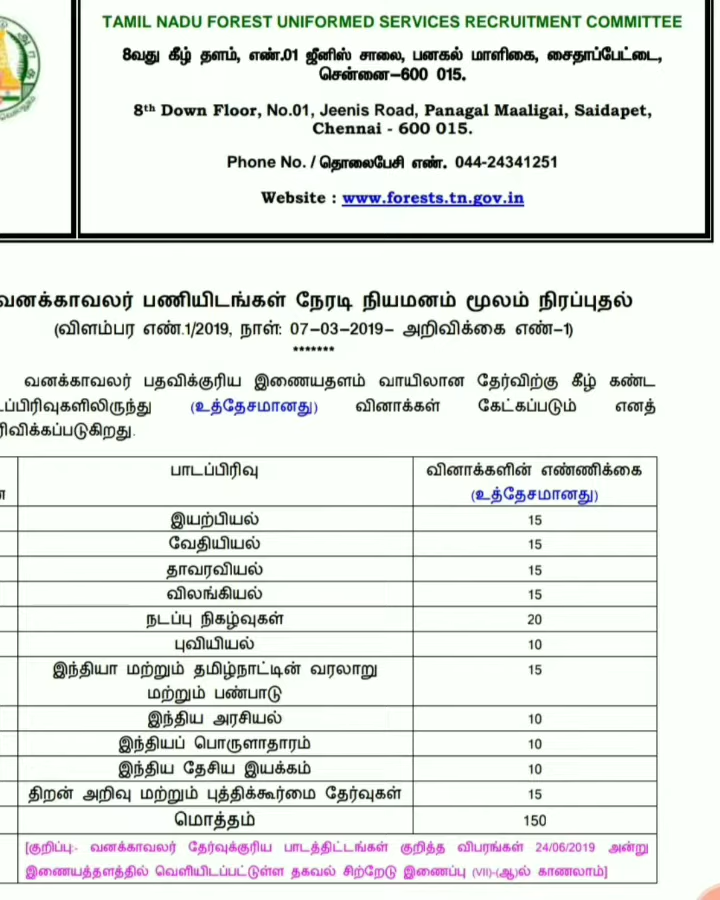 TAMIL NADU FOREST UNIFORMED SERVICES RECRUITMENT COMMITTEE
8வது கீழ் தளம், எண்.01 ஜீனிஸ் சாலை, பனகல் மாளிகை, சைதாப்பேட்டை,
சென்னை–600 015.
8th Down Floor, No.01, Jeenis Road, Panagal Maaligai, Saidapet,
Chennai - 600 015.
Phone No. / தொலைபேசி எண். 044-24341251
Website : www.forests.tn.gov.in
வனக்காவலர் பணியிடங்கள் நேரடி நியமனம் மூலம் நிரப்புதல்
(விளம்பர எண்.1/2019, நாள்: 07-03-2019- அறிவிக்கை எண்-1)
*******
வனக்காவலர் பதவிக்குரிய இணையதளம் வாயிலான தேர்விற்கு கீழ் கண்ட
டப்பிரிவுகளிலிருந்து (உத்தேசமானது) வினாக்கள் கேட்கப்படும் எனத்
ரிவிக்கப்படுகிறது.
பாடப்பிரிவு வினாக்களின் எண்ணிக்கை
(உத்தேசமானது)
இயற்பியல் 15
வேதியியல் 15
தாவரவியல் 15
விலங்கியல் 15
நடப்பு நிகழ்வுகள் 20
புவியியல் 10
இந்தியா மற்றும் தமிழ்நாட்டின் வரலாறு 15
மற்றும் பண்பாடு
இந்திய அரசியல் 10
இந்தியப் பொருளாதாரம் 10
இந்திய தேசிய இயக்கம் 10
திறன் அறிவு மற்றும் புத்திக்கூர்மை தேர்வுகள் 15
மொத்தம் 150
[குறிப்பு:- வனக்காவலர் தேர்வுக்குரிய பாடத்திட்டங்கள் குறித்த விபரங்கள் 24/06/2019 அன்று
இணையத்தளத்தில் வெளியிடப்பட்டுள்ள தகவல் சிற்றேடு இணைப்பு (VII)-(ஆ)ல் காணலாம்]